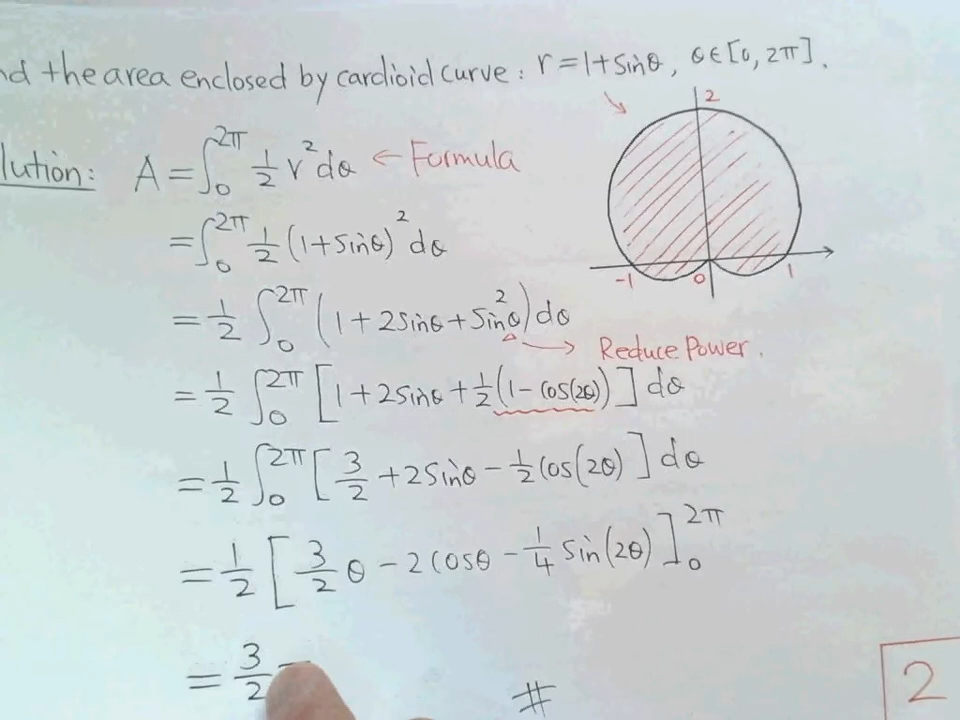 nd the area enclosed by cardioid curve: r=1+Sinθ, θ∈[0, 2π].
lution: A = ∫₀^2π 1/2 r² dθ ← Formula
= ∫₀^2π 1/2 (1+Sinθ)² dθ
= 1/2 ∫₀^2π (1+2Sinθ+Sin²θ) dθ
→ Reduce Power.
= 1/2 ∫₀^2π [1+2Sinθ+1/2(1-Cos(2θ))] dθ
= 1/2 ∫₀^2π [3/2+2Sinθ-1/2Cos(2θ)] dθ
= 1/2 [3/2θ-2Cosθ-1/4Sin(2θ)]₀^2π
= 3/2
#
2
-1 0 1
2